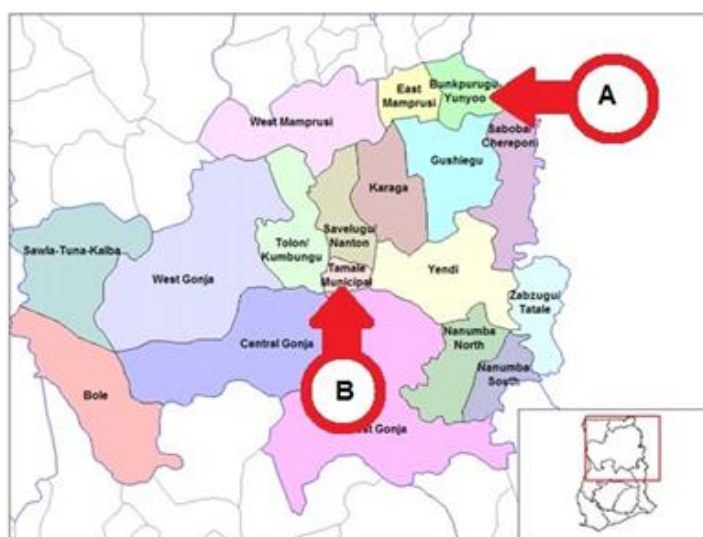 Bunkpurugu
Yunyoo
East
Mamprusi
A
West Mamprusi
Saboba/
Chereponi
Gushiegu
Karaga
Savelugu/
Nanton
Tolon/
Kumbungu
Sawla-Tuna-Kalba
West Gonja
Tamale
Municipal
Yendi
Zabzugu/
Tatale
Nanumba
North
Central Gonja
Nanumba
South
Bole
B
Gonja